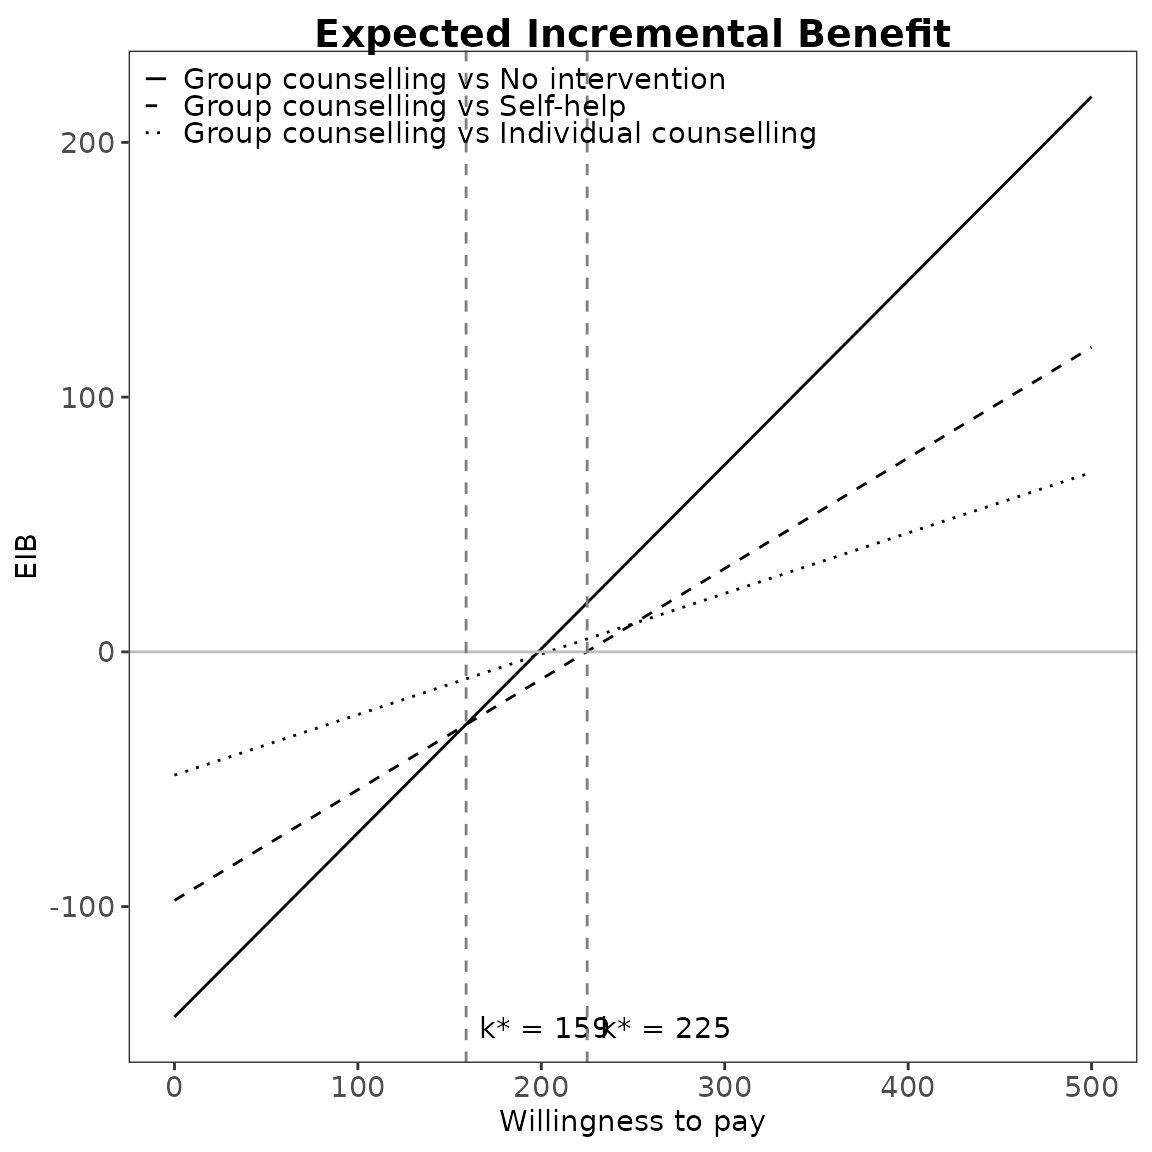 Expected Incremental Benefit
Group counselling vs No intervention
Group counselling vs Self-help
Group counselling vs Individual counselling
200
100
0
-100
EIB
k* = 159
k* = 225
0 100 200 300 400 500
Willingness to pay